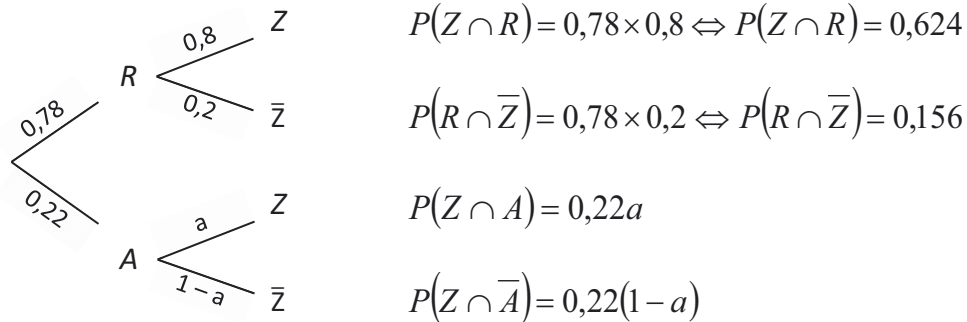 0,8 Z P(Z ∩ R) = 0,78 × 0,8 ⇔ P(Z ∩ R) = 0,624
R
0,78 0,2 Z̅ P(R ∩ Z̅) = 0,78 × 0,2 ⇔ P(R ∩ Z̅) = 0,156
0,22 a Z P(Z ∩ A) = 0,22a
A
1 – a Z̅ P(Z ∩ A̅) = 0,22(1 − a)